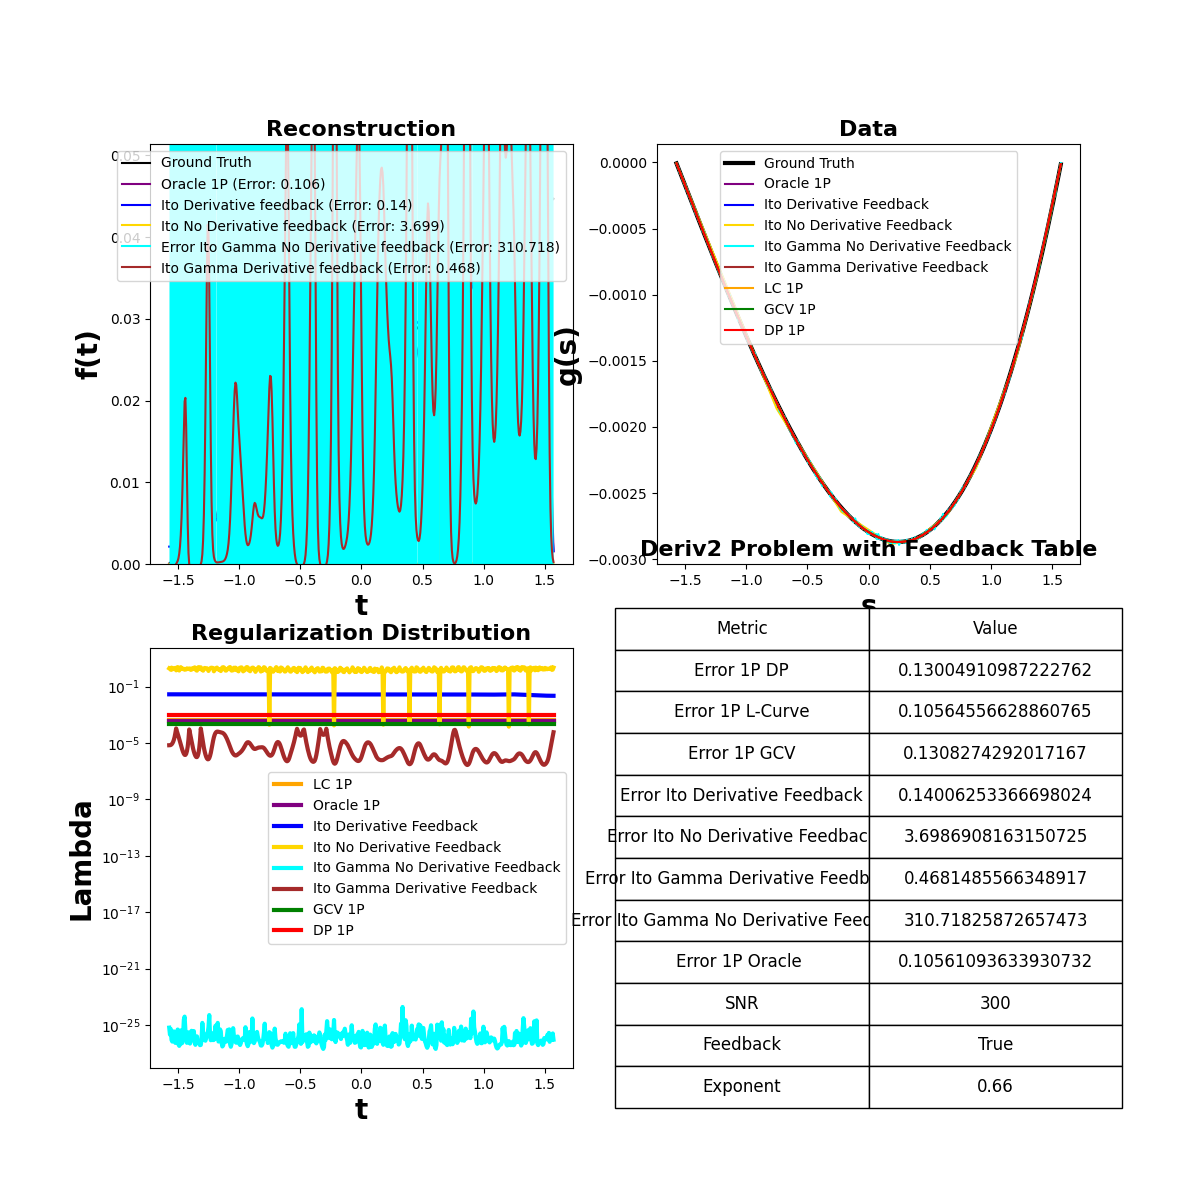 Reconstruction
0.05
0.04
0.03
0.02
0.01
0.00
f(t)
Ground Truth
Oracle 1P (Error: 0.106)
Ito Derivative feedback (Error: 0.14)
Ito No Derivative feedback (Error: 3.699)
Error Ito Gamma No Derivative feedback (Error: 310.718)
Ito Gamma Derivative feedback (Error: 0.468)
−1.5 −1.0 −0.5 0.0 0.5 1.0 1.5
t
Data
0.0000
−0.0005
−0.0010
−0.0015
−0.0020
−0.0025
−0.0030
g(s)
Ground Truth
Oracle 1P
Ito Derivative Feedback
Ito No Derivative Feedback
Ito Gamma No Derivative Feedback
Ito Gamma Derivative Feedback
LC 1P
GCV 1P
DP 1P
−1.5 −1.0 −0.5 0.0 0.5 1.0 1.5
s
Regularization Distribution
10−1
10−5
10−9
10−13
10−17
10−21
10−25
Lambda
LC 1P
Oracle 1P
Ito Derivative Feedback
Ito No Derivative Feedback
Ito Gamma No Derivative Feedback
Ito Gamma Derivative Feedback
GCV 1P
DP 1P
−1.5 −1.0 −0.5 0.0 0.5 1.0 1.5
t
Deriv2 Problem with Feedback Table
Metric Value
Error 1P DP 0.13004910987222762
Error 1P L-Curve 0.10564556628860765
Error 1P GCV 0.1308274292017167
Error Ito Derivative Feedback 0.14006253366698024
Error Ito No Derivative Feedbac 3.6986908163150725
Error Ito Gamma Derivative Feedb 0.4681485566348917
Error Ito Gamma No Derivative Feed 310.71825872657473
Error 1P Oracle 0.10561093633930732
SNR 300
Feedback True
Exponent 0.66